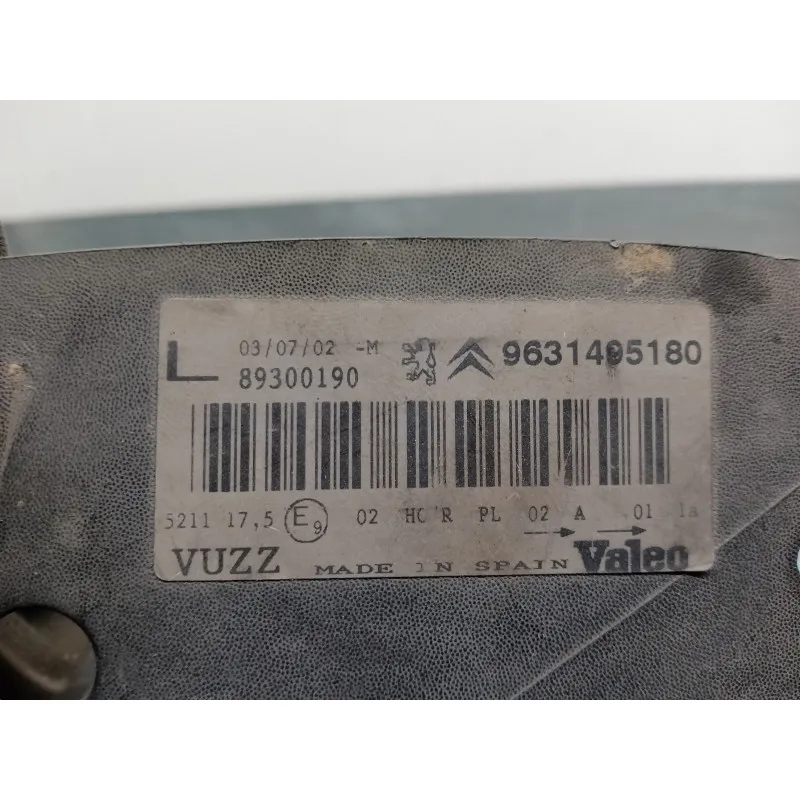 L 03/07/02 -M 9631495180
89300190
5211 17,5 E9 02 HC R PL 02 A 01 1a
VUZZ MADE IN SPAIN Valeo